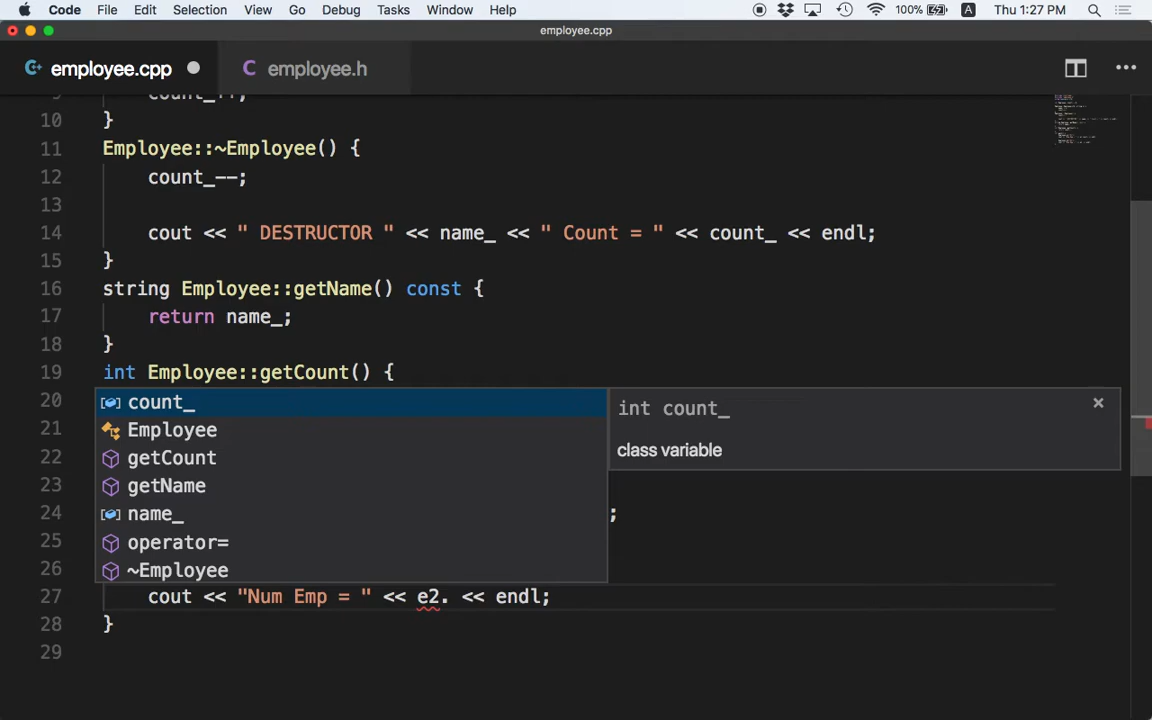 Code File Edit Selection View Go Debug Tasks Window Help 100% A Thu 1:27 PM
employee.cpp
employee.cpp employee.h
10 }
11 Employee::~Employee() {
12 count_--;
13
14 cout << " DESTRUCTOR " << name_ << " Count = " << count_ << endl;
15 }
16 string Employee::getName() const {
17 return name_;
18 }
19 int Employee::getCount() {
20 count_ int count_
21 Employee class variable
22 getCount
23 getName
24 name_ ;
25 operator=
26 ~Employee
27 cout << "Num Emp = " << e2. << endl;
28 }
29